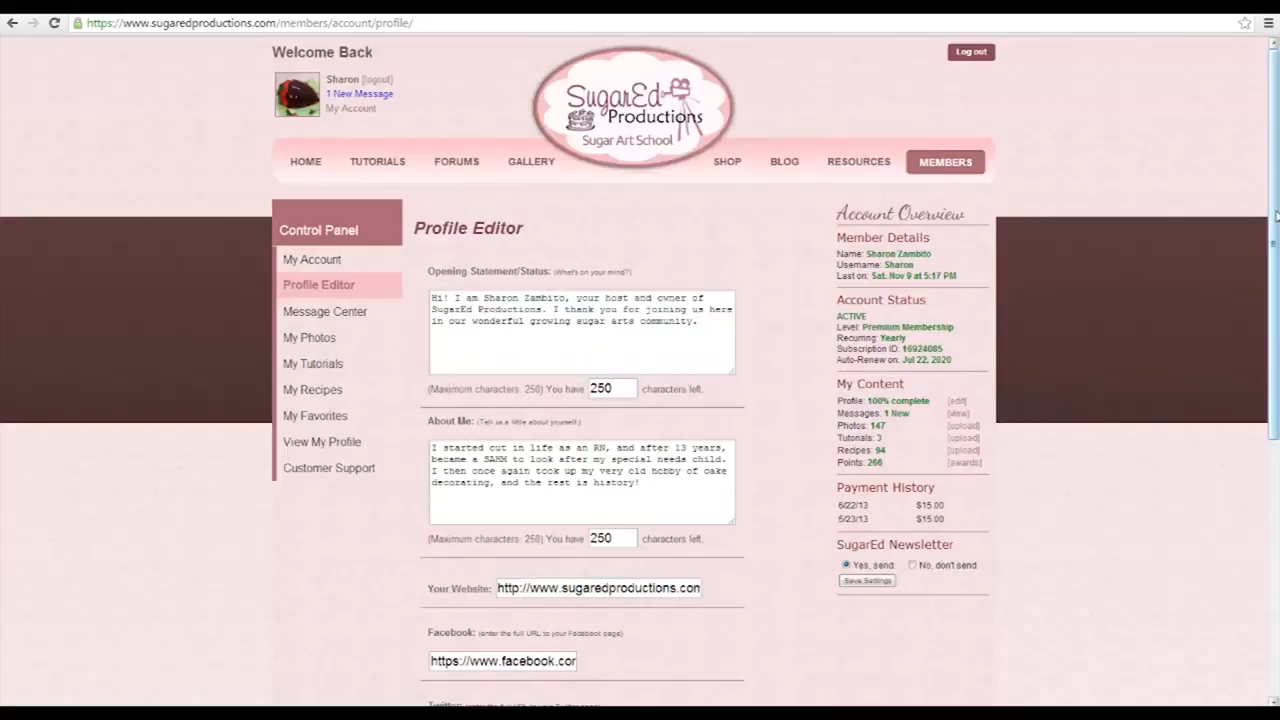 https://www.sugaredproductions.com/members/account/profile/
Welcome Back
Log out
Sharon [logout]
1 New Message
My Account
SugarEd
Productions
Sugar Art School
HOME TUTORIALS FORUMS GALLERY SHOP BLOG RESOURCES MEMBERS
Control Panel
My Account
Profile Editor
Message Center
My Photos
My Tutorials
My Recipes
My Favorites
View My Profile
Customer Support
Profile Editor
Opening Statement/Status: (What's on your mind?)
Hi! I am Sharon Zambito, your host and owner of
SugarEd Productions. I thank you for joining us here
in our wonderful growing sugar arts community.
(Maximum characters: 250) You have 250 characters left.
About Me: (Tell us a little about yourself.)
I started out in life as an RN, and after 13 years,
became a SAHM to look after my special needs child.
I then once again took up my very old hobby of cake
decorating, and the rest is history!
(Maximum characters: 250) You have 250 characters left.
Your Website: http://www.sugaredproductions.com
Facebook: (enter the full URL to your Facebook page)
https://www.facebook.cor
Account Overview
Member Details
Name: Sharon Zambito
Username: Sharon
Last on: Sat. Nov 9 at 5:17 PM
Account Status
ACTIVE
Level: Premium Membership
Recurring: Yearly
Subscription ID: 16924085
Auto-Renew on: Jul 22, 2020
My Content
Profile: 100% complete [edit]
Messages: 1 New [view]
Photos: 147 [upload]
Tutorials: 3 [upload]
Recipes: 94 [upload]
Points: 266 [awards]
Payment History
6/22/13 $15.00
5/23/13 $15.00
SugarEd Newsletter
Yes, send. No, don't send.
Save Settings